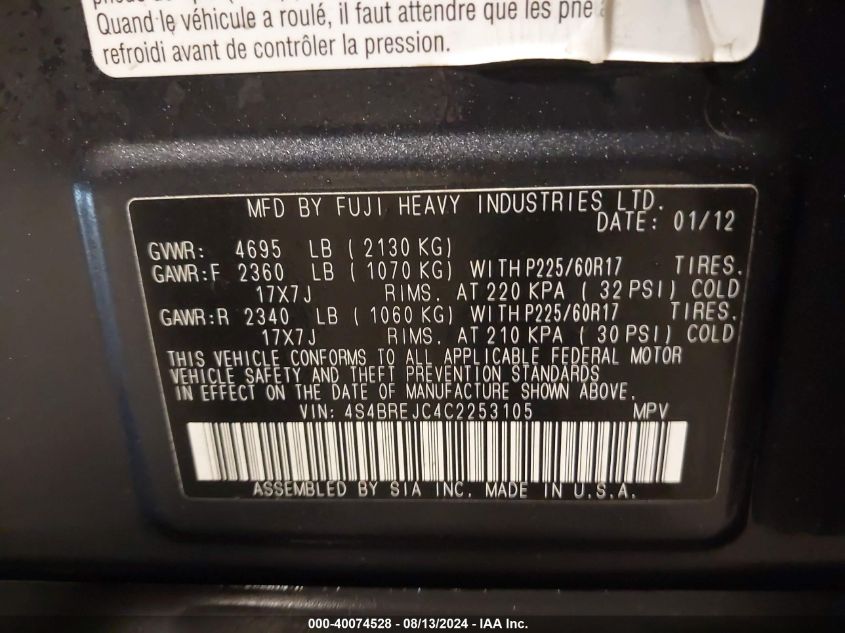 Quand le véhicule a roulé, il faut attendre que les pne
refroidi avant de contrôler la pression.
MFD BY FUJI HEAVY INDUSTRIES LTD.
DATE: 01/12
GVWR: 4695 LB ( 2130 KG)
GAWR:F 2360 LB ( 1070 KG) WITH P225/60R17 TIRES.
17X7J RIMS. AT 220 KPA ( 32 PSI) COLD
GAWR:R 2340 LB ( 1060 KG) WITH P225/60R17 TIRES.
17X7J RIMS. AT 210 KPA ( 30 PSI) COLD
THIS VEHICLE CONFORMS TO ALL APPLICABLE FEDERAL MOTOR
VEHICLE SAFETY AND THEFT PREVENTION STANDARDS
IN EFFECT ON THE DATE OF MANUFACTURE SHOWN ABOVE.
VIN: 4S4BREJC4C2253105 MPV
ASSEMBLED BY SIA INC. MADE IN U.S.A.
000-40074528 - 08/13/2024 - IAA Inc.